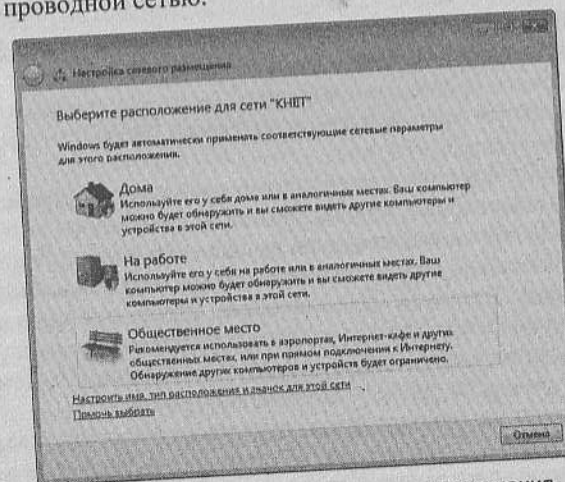 проводной сетью.
Настройка сетевого размещения
Выберите расположение для сети "КНЕТ"
Windows будет автоматически применять соответствующие сетевые параметры
для этого расположения.
Дома
Используйте его у себя дома или в аналогичных местах. Ваш компьютер
можно будет обнаружить и вы сможете видеть другие компьютеры и
устройства в этой сети.
На работе
Используйте его у себя на работе или в аналогичных местах. Ваш
компьютер можно будет обнаружить и вы сможете видеть другие
компьютеры и устройства в этой сети.
Общественное место
Рекомендуется использовать в аэропортах, Интернет-кафе и других
общественных местах, или при прямом подключении к Интернету.
Обнаружение других компьютеров и устройств будет ограничено.
Настроить имя, тип расположения и значок для этой сети
Помочь выбрать
Отмена